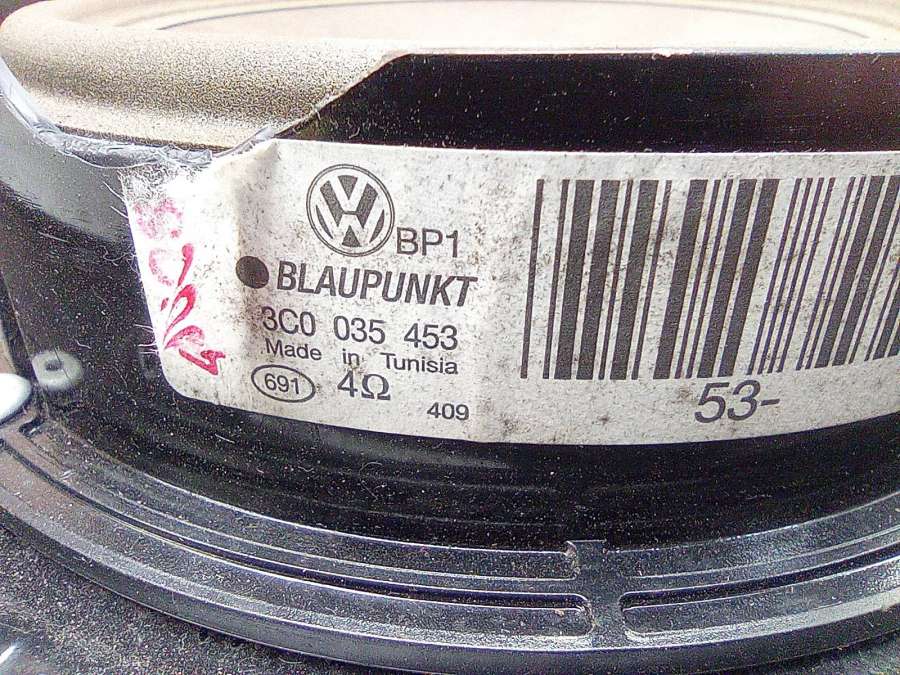 BP1
BLAUPUNKT
3C0 035 453
Made in Tunisia
691 4Ω
409
53-